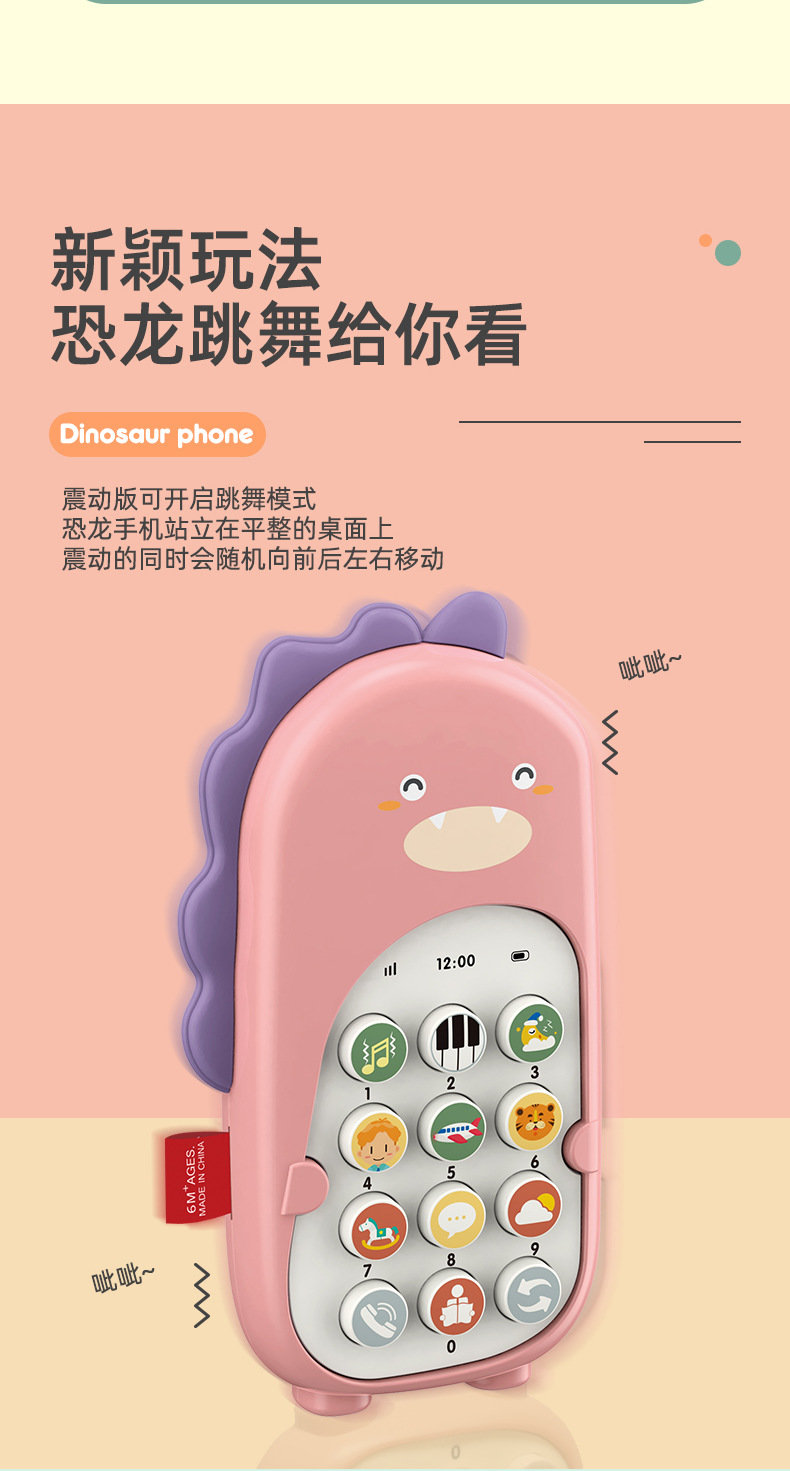 新颖玩法
恐龙跳舞给你看
Dinosaur phone
震动版可开启跳舞模式
恐龙手机站立在平整的桌面上
震动的同时会随机向前后左右移动
呲呲~
12:00
1
2
3
4
5
6
7
8
9
0
6M+AGES.
MADE IN CHINA
呲呲~
0